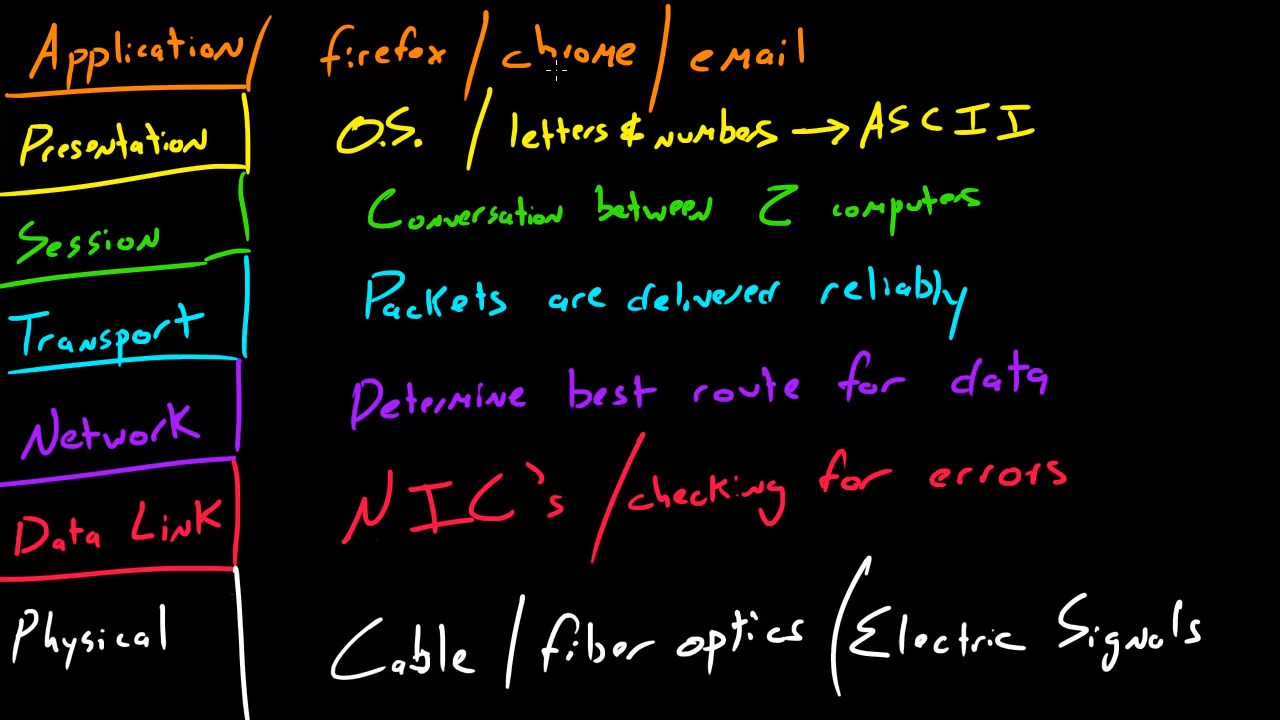 Application/ firefox / chrome / email
Presentation O.S. / letters & numbers → ASCII
Session Conversation between 2 computers
Transport Packets are delivered reliably
Network Determine best route for data
Data Link NIC's / checking for errors
Physical Cable / fiber optics / Electric Signals